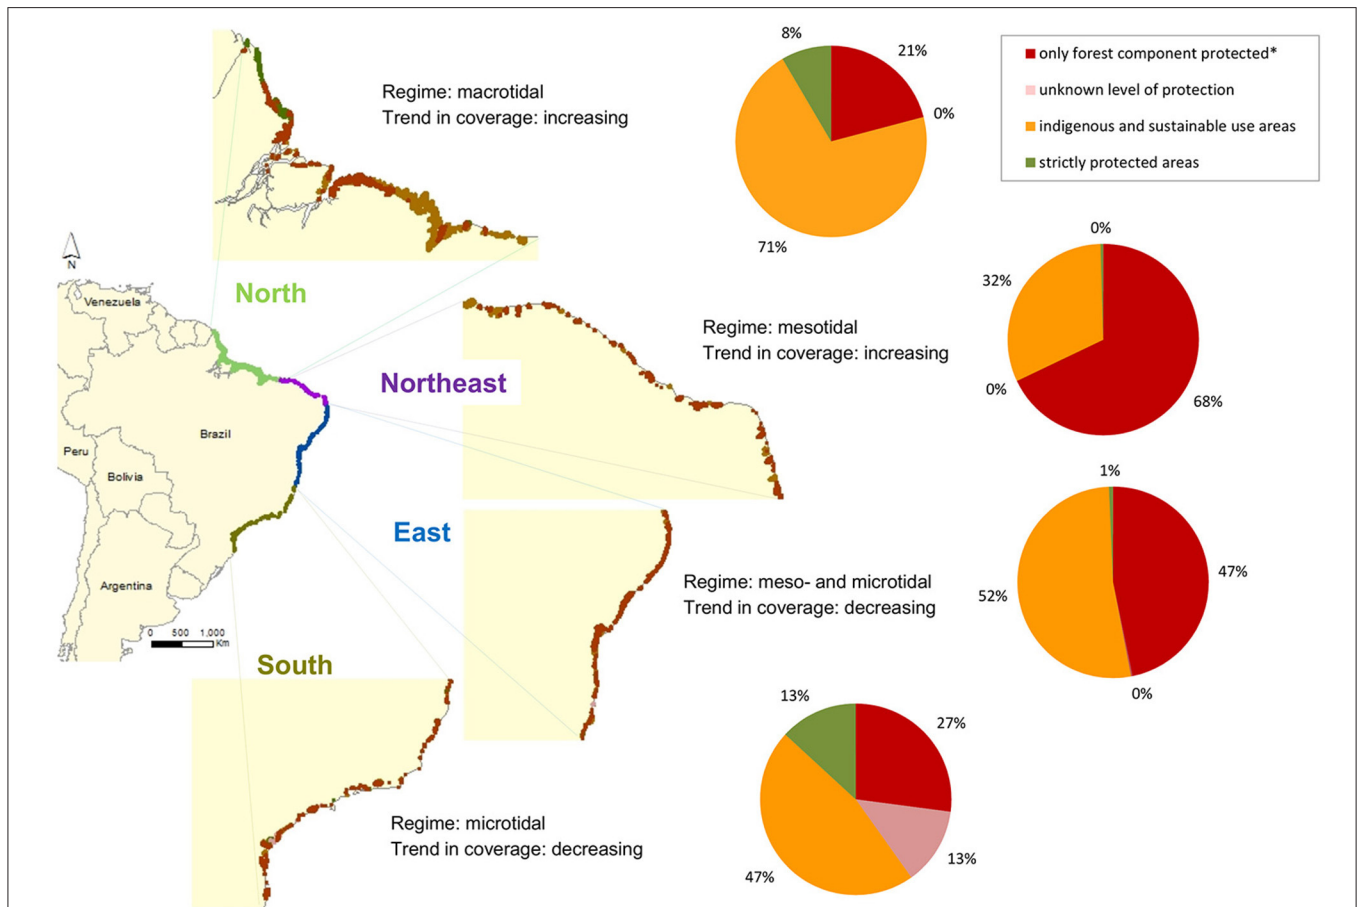 8%
21%
0%
71%
only forest component protected*
unknown level of protection
indigenous and sustainable use areas
strictly protected areas
Regime: macrotidal
Trend in coverage: increasing
North
N
Venezuela
Brazil
Peru
Bolivia
Argentina
0 500 1,000
Km
Northeast
Regime: mesotidal
Trend in coverage: increasing
0%
32%
0%
68%
East
Regime: meso- and microtidal
Trend in coverage: decreasing
1%
47%
52%
0%
South
Regime: microtidal
Trend in coverage: decreasing
13%
27%
47%
13%